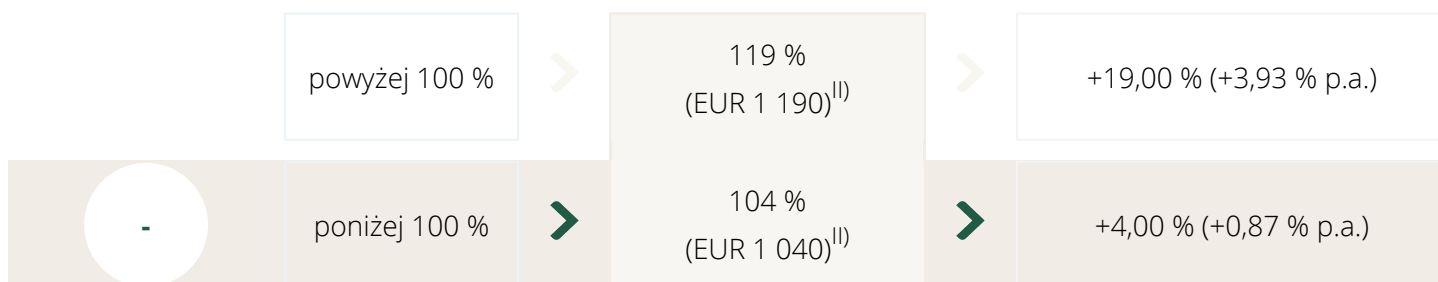 powyżej 100 %
119 %
(EUR 1 190)II)
+19,00 % (+3,93 % p.a.)
-
poniżej 100 %
104 %
(EUR 1 040)II)
+4,00 % (+0,87 % p.a.)